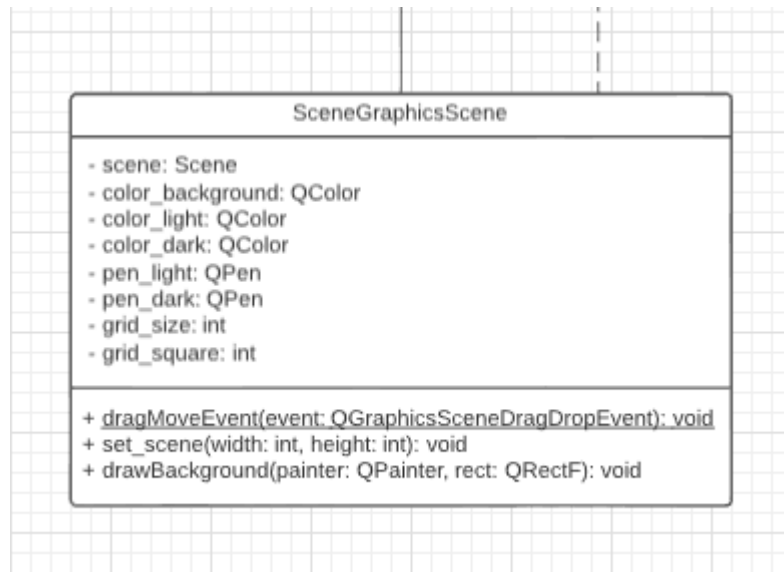 SceneGraphicsScene
- scene: Scene
- color_background: QColor
- color_light: QColor
- color_dark: QColor
- pen_light: QPen
- pen_dark: QPen
- grid_size: int
- grid_square: int
+ dragMoveEvent(event: QGraphicsSceneDragDropEvent): void
+ set_scene(width: int, height: int): void
+ drawBackground(painter: QPainter, rect: QRectF): void